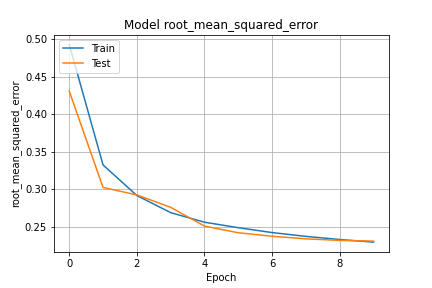 Model root_mean_squared_error
0.50
0.45
0.40
0.35
0.30
0.25
root_mean_squared_error
Train
Test
0 2 4 6 8
Epoch